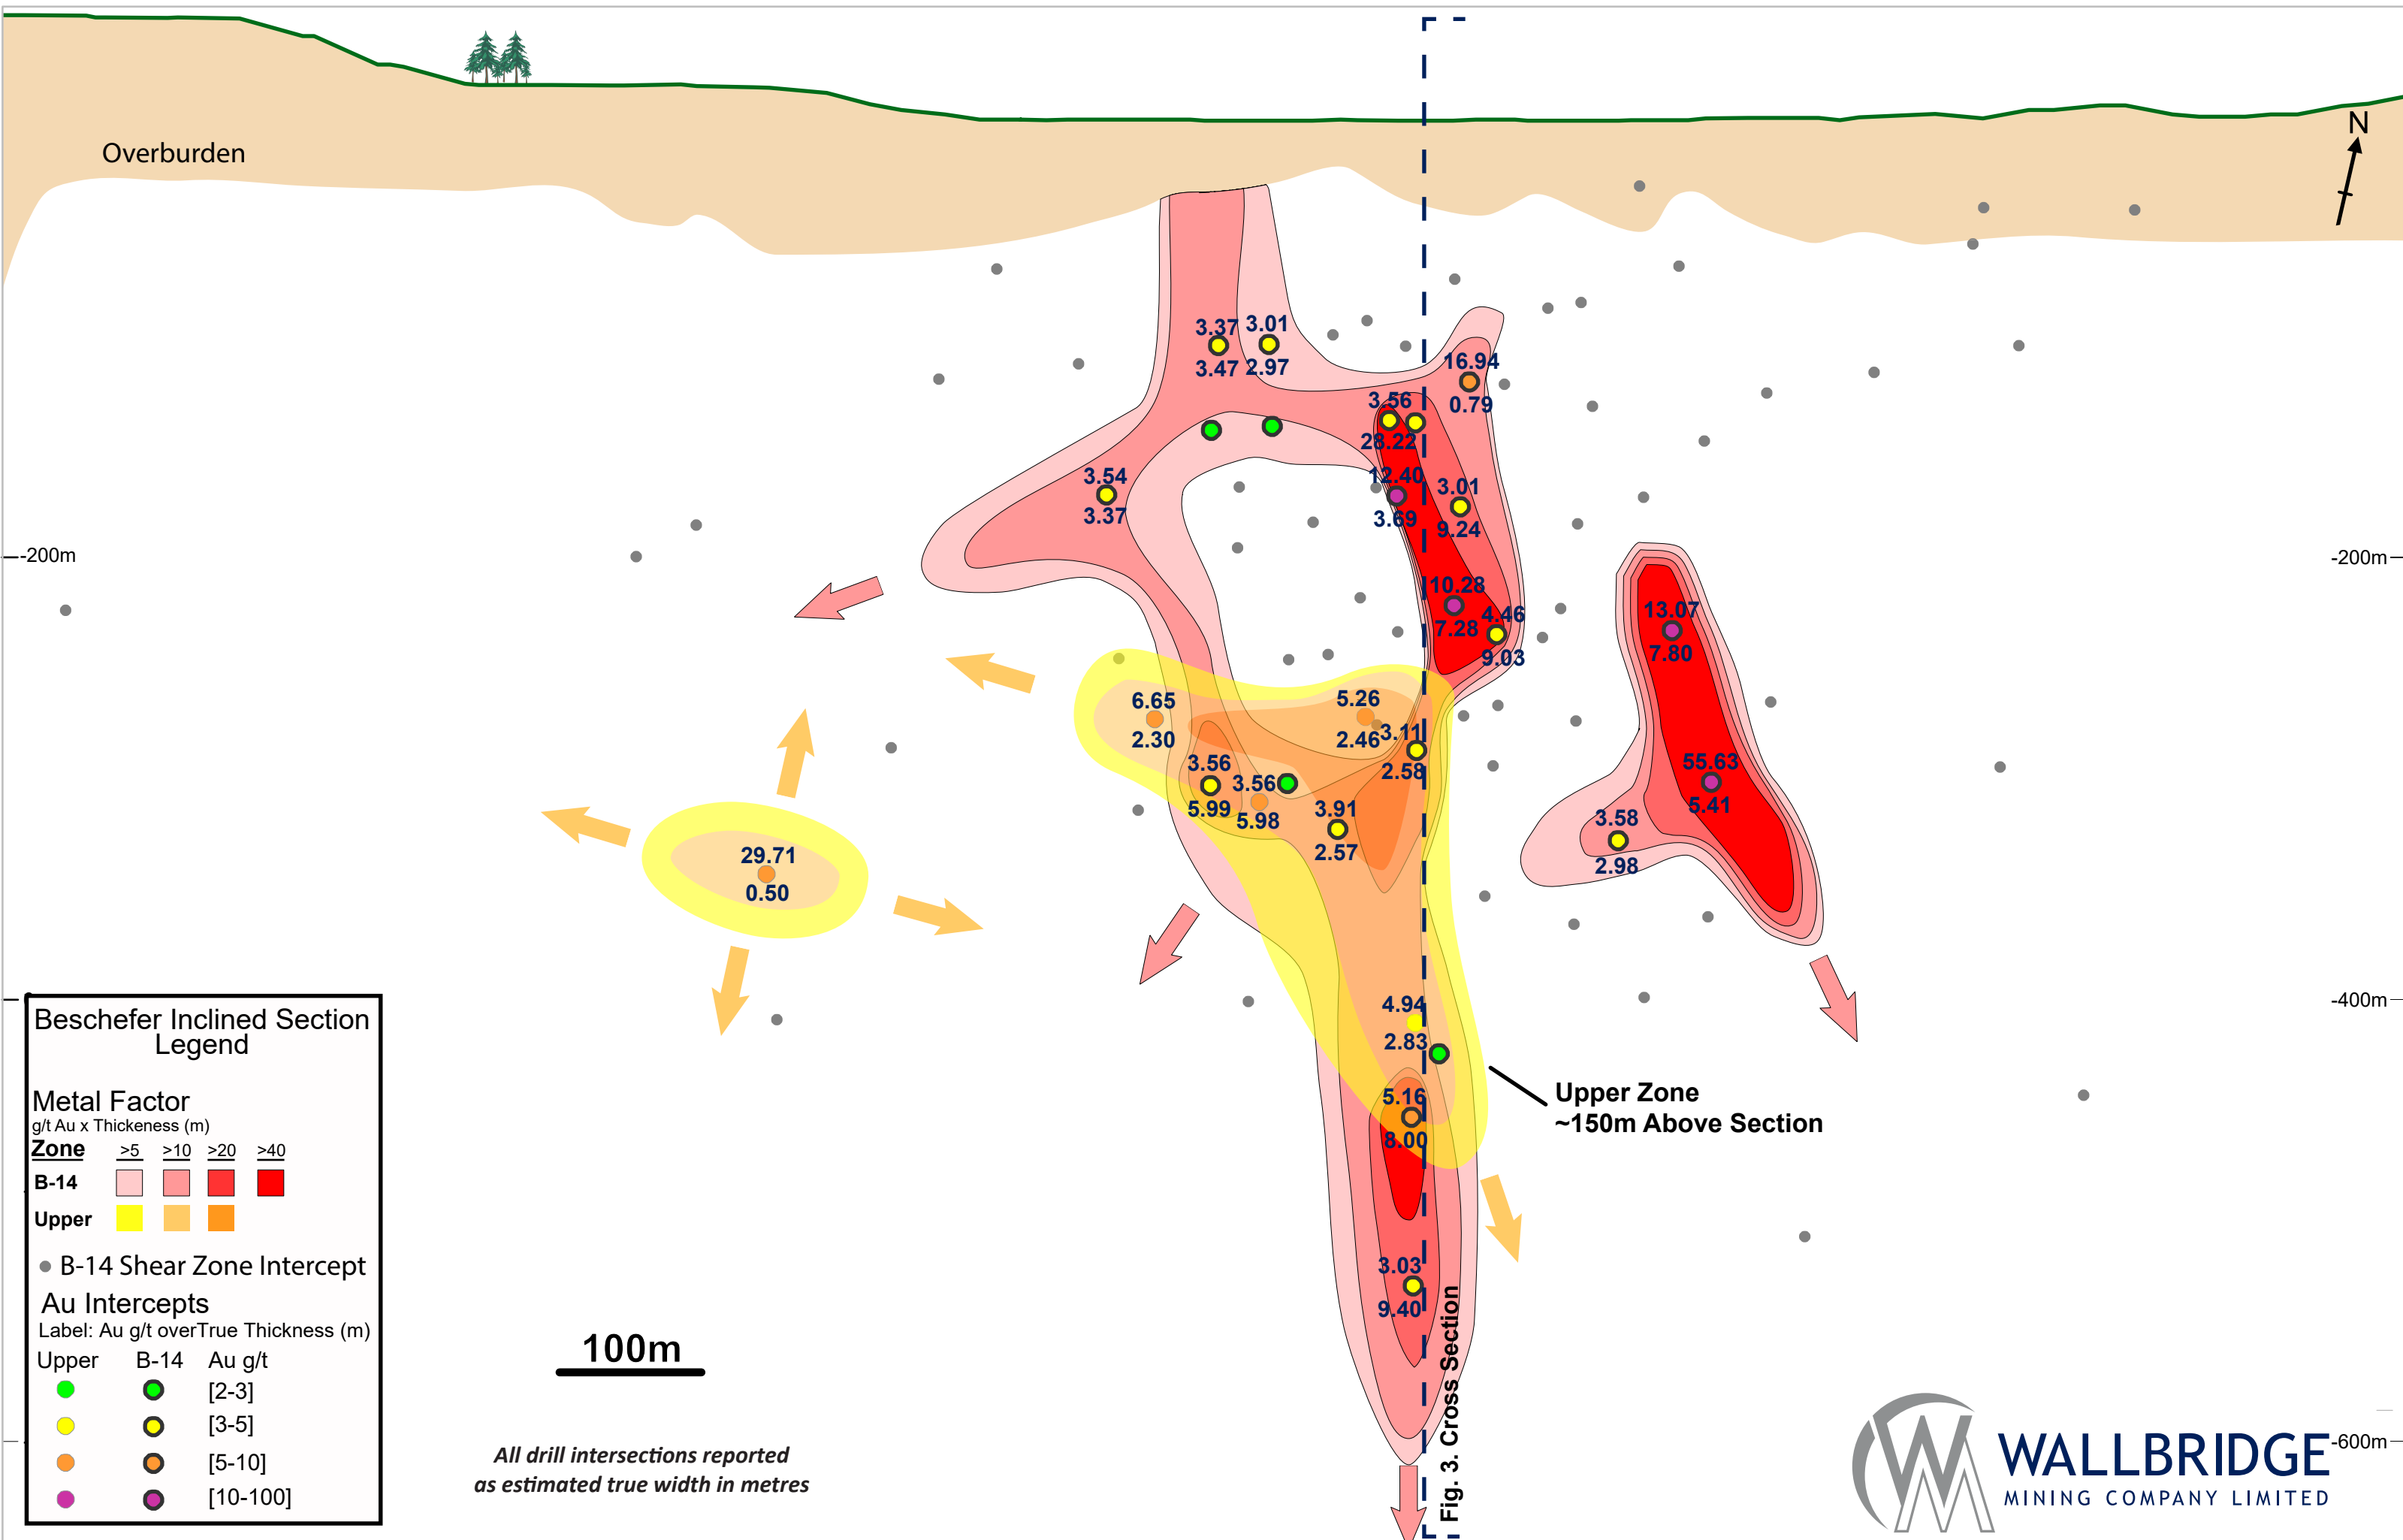 N
Overburden
3.37
3.47
3.01
2.97
16.94
0.79
3.56
28.22
12.40
3.69
3.01
9.24
3.54
3.37
-200m
-200m
10.28
7.28
4.46
9.03
13.07
7.80
6.65
2.30
5.26
2.46
3.11
2.58
3.56
5.99
3.56
5.98
3.91
2.57
55.63
5.41
3.58
2.98
29.71
0.50
4.94
2.83
-400m
5.16
8.00
Upper Zone
~150m Above Section
3.03
9.40
Fig. 3. Cross Section
-600m
Beschefer Inclined Section
Legend
Metal Factor
g/t Au x Thickeness (m)
Zone >5 >10 >20 >40
B-14
Upper
B-14 Shear Zone Intercept
Au Intercepts
Label: Au g/t overTrue Thickness (m)
Upper B-14 Au g/t
[2-3]
[3-5]
[5-10]
[10-100]
100m
All drill intersections reported
as estimated true width in metres
WALLBRIDGE
MINING COMPANY LIMITED